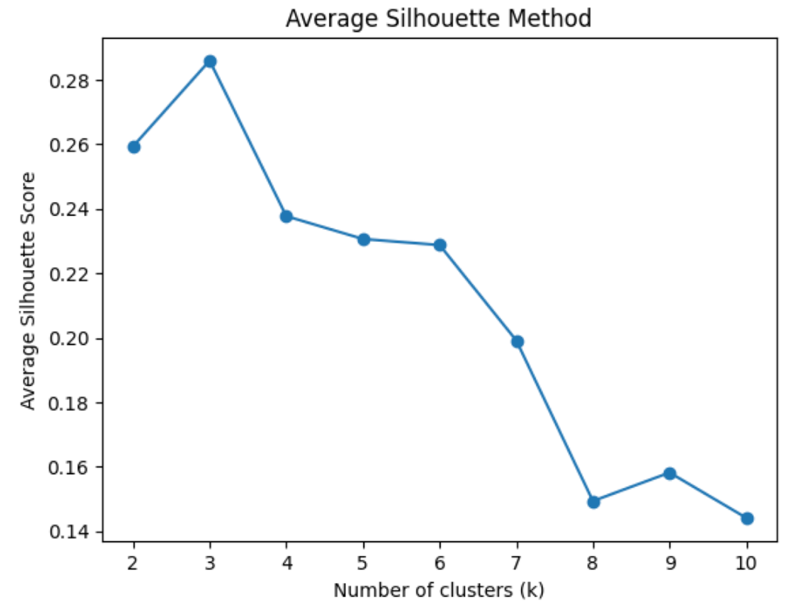 Average Silhouette Method
0.28
0.26
0.24
0.22
0.20
0.18
0.16
0.14
Average Silhouette Score
2 3 4 5 6 7 8 9 10
Number of clusters (k)